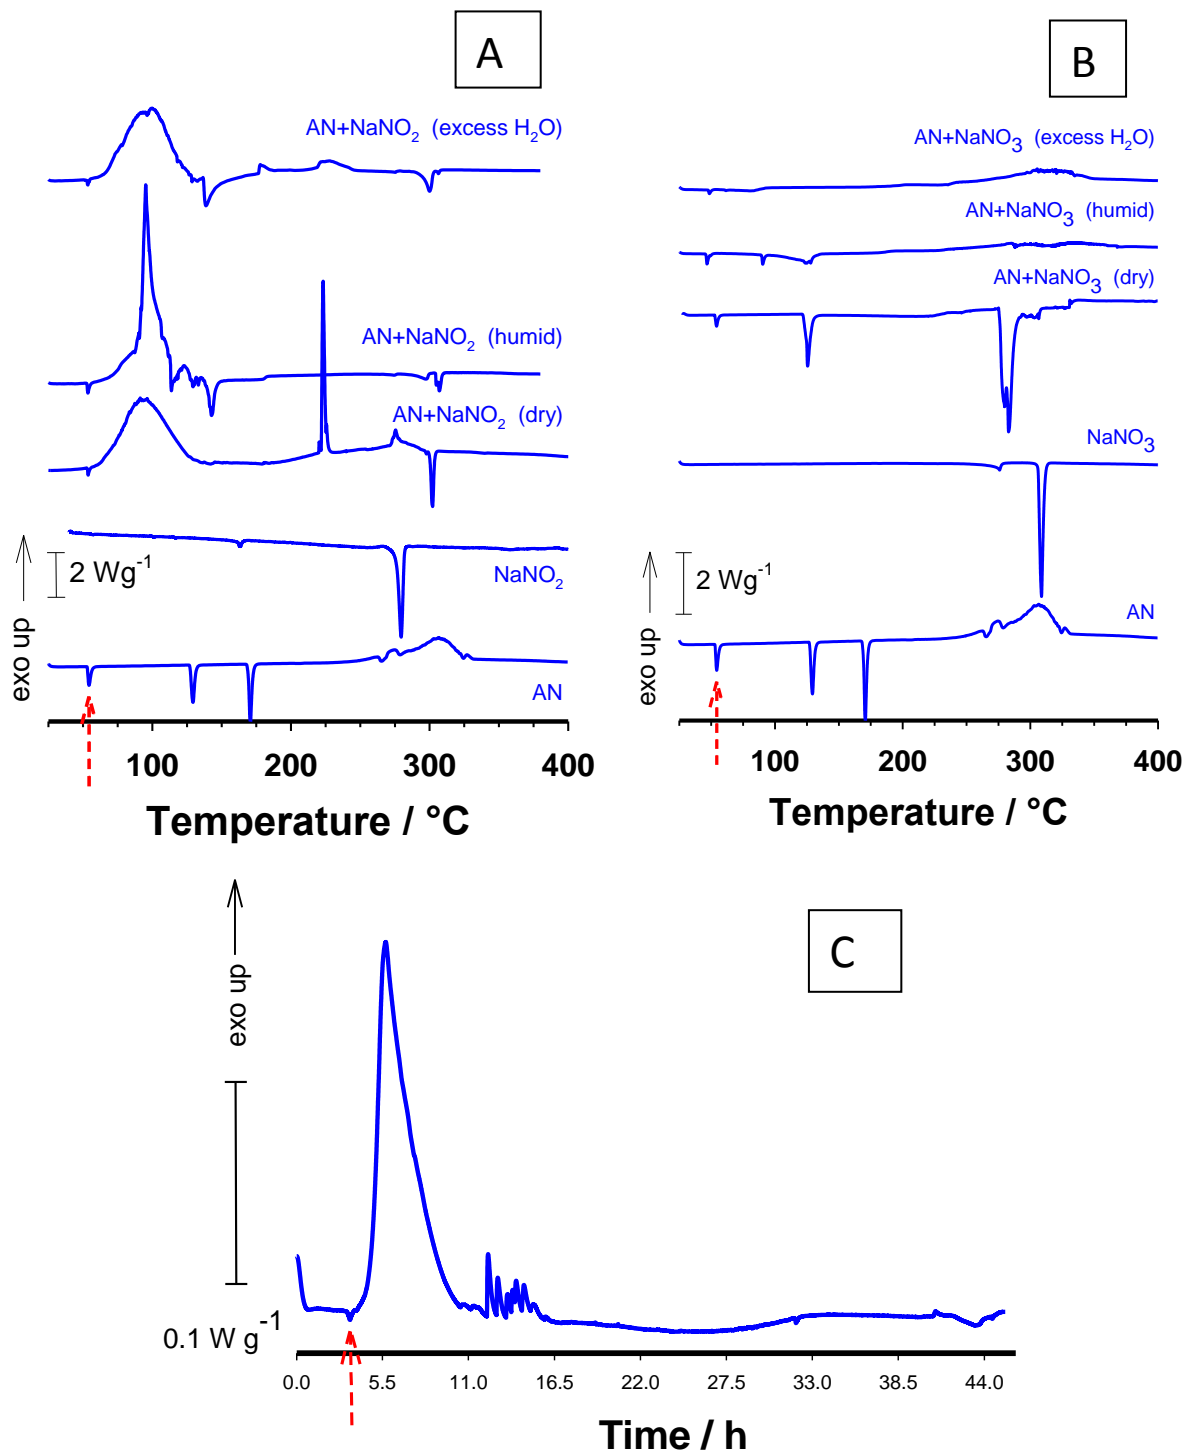 A
AN+NaNO2 (excess H2O)
AN+NaNO2 (humid)
AN+NaNO2 (dry)
NaNO2
2 Wg-1
exo up
AN
100 200 300 400
Temperature / °C
B
AN+NaNO3 (excess H2O)
AN+NaNO3 (humid)
AN+NaNO3 (dry)
NaNO3
2 Wg-1
exo up
AN
100 200 300 400
Temperature / °C
C
exo up
0.1 W g-1
0.0 5.5 11.0 16.5 22.0 27.5 33.0 38.5 44.0
Time / h